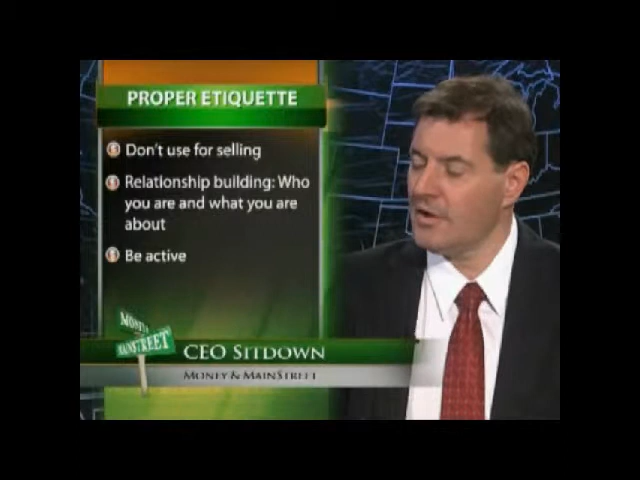 PROPER ETIQUETTE
Don't use for selling
Relationship building: Who
you are and what you are
about
Be active
MONEY &
MAINSTREET
CEO SITDOWN
MONEY & MAINSTREET